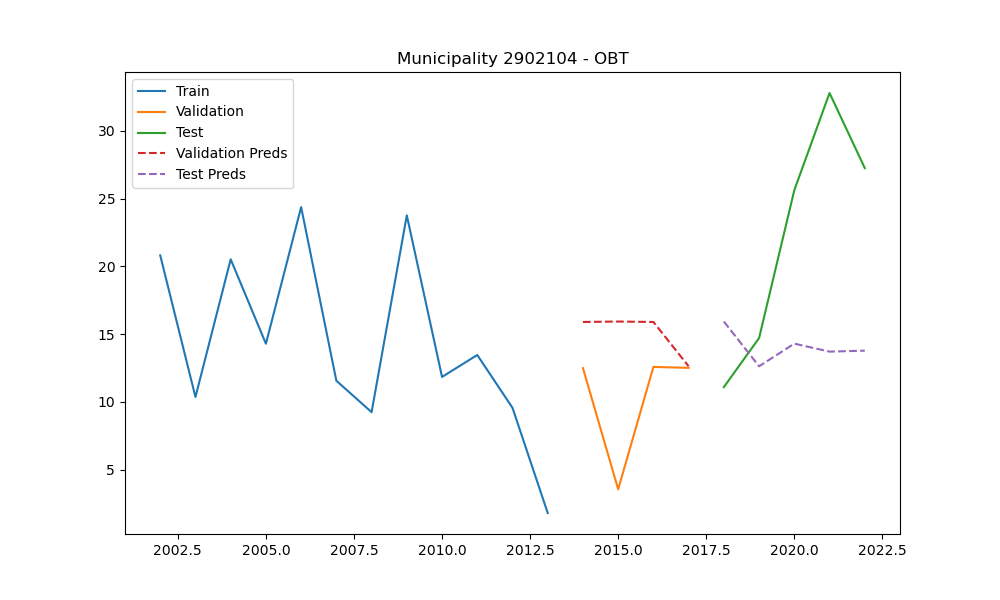 Municipality 2902104 - OBT
Train
Validation
Test
Validation Preds
Test Preds
30
25
20
15
10
5
2002.5 2005.0 2007.5 2010.0 2012.5 2015.0 2017.5 2020.0 2022.5